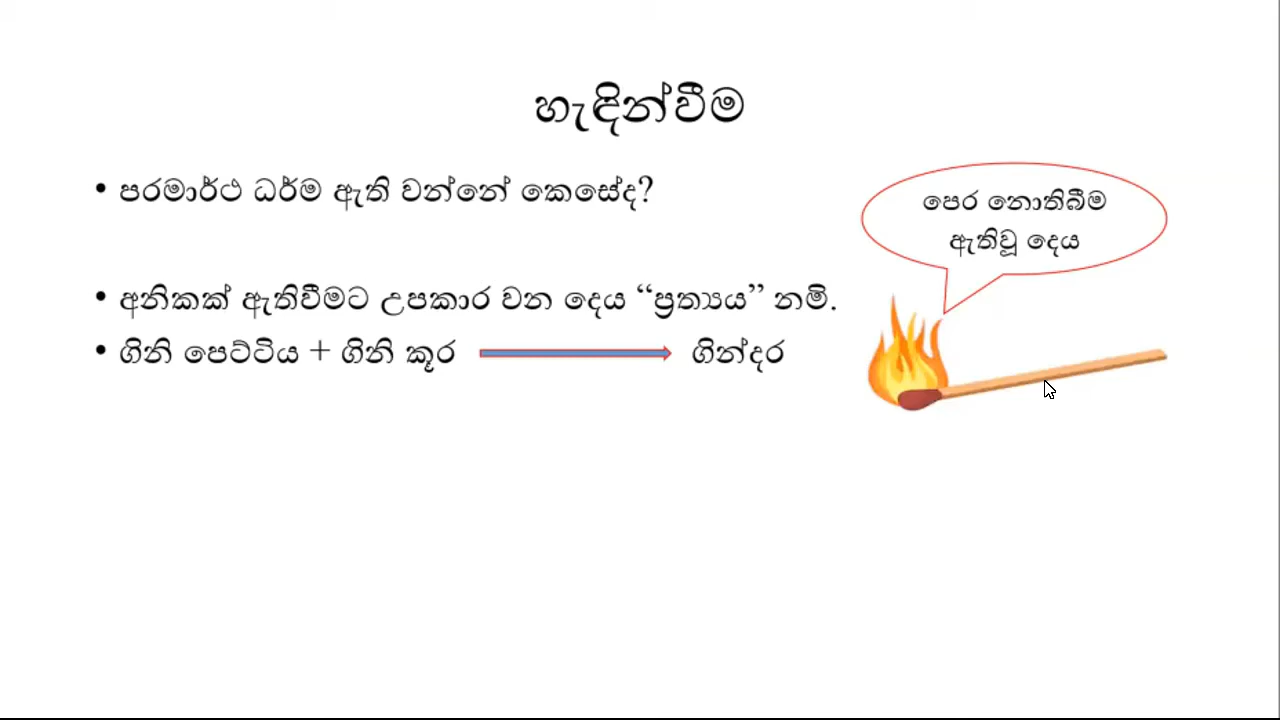 හැඳින්වීම
• පරමාර්ථ ධර්ම ඇති වන්නේ කෙසේද?
පෙර නොතිබීම
ඇතිවූ දෙය
• අනිකක් ඇතිවීමට උපකාර වන දෙය “ප්‍රත්‍යය” නමි.
• ගිනි පෙට්ටිය + ගිනි කූර ගින්දර